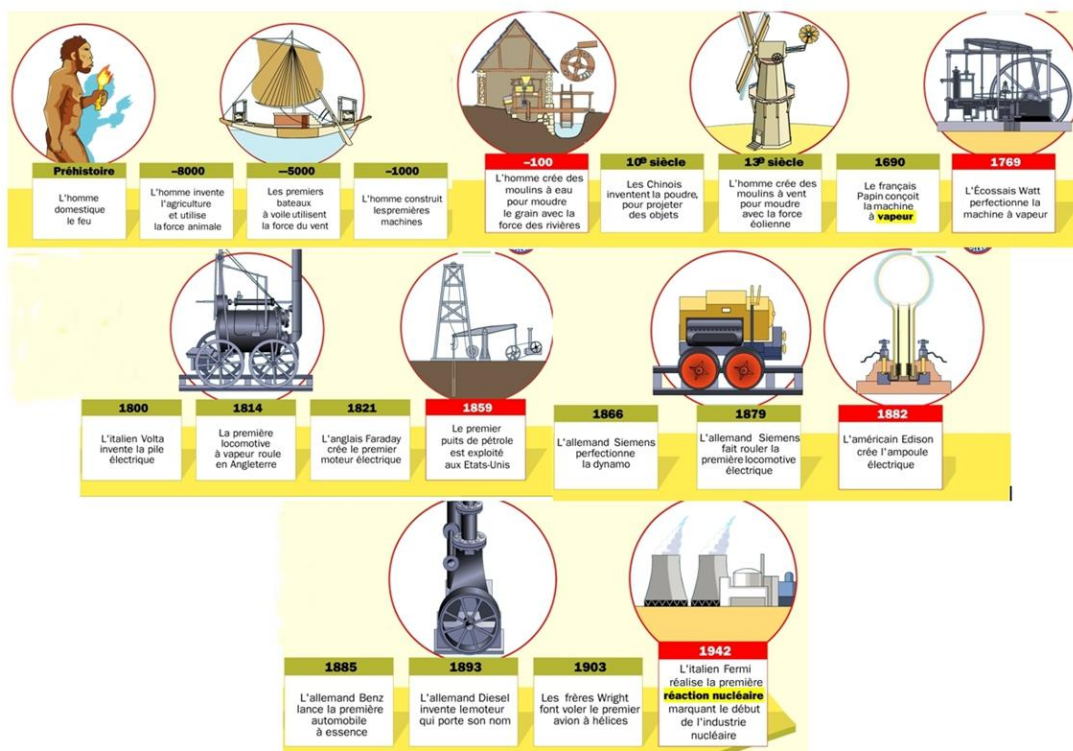 Préhistoire
L'homme
domestique
le feu
–8000
L'homme invente
l'agriculture
et utilise
la force animale
–5000
Les premiers
bateaux
à voile utilisent
la force du vent
–1000
L'homme construit
lespremières
machines
–100
L'homme crée des
moulins à eau
pour moudre
le grain avec la
force des rivières
10e siècle
Les Chinois
inventent la poudre,
pour projeter
des objets
13e siècle
L'homme crée des
moulins à vent
pour moudre
avec la force
éolienne
1690
Le français
Papin conçoit
la machine
à vapeur
1769
L'Écossais Watt
perfectionne la
machine à vapeur
1800
L'italien Volta
invente la pile
électrique
1814
La première
locomotive
à vapeur roule
en Angleterre
1821
L'anglais Faraday
crée le premier
moteur électrique
1859
Le premier
puits de pétrole
est exploité
aux Etats-Unis
1866
L'allemand Siemens
perfectionne
la dynamo
1879
L'allemand Siemens
fait rouler la
première locomotive
électrique
1882
L'américain Edison
crée l'ampoule
électrique
1885
L'allemand Benz
lance la première
automobile
à essence
1893
L'allemand Diesel
invente lemoteur
qui porte son nom
1903
Les frères Wright
font voler le premier
avion à hélices
1942
L'italien Fermi
réalise la première
réaction nucléaire
marquant le début
de l'industrie
nucléaire